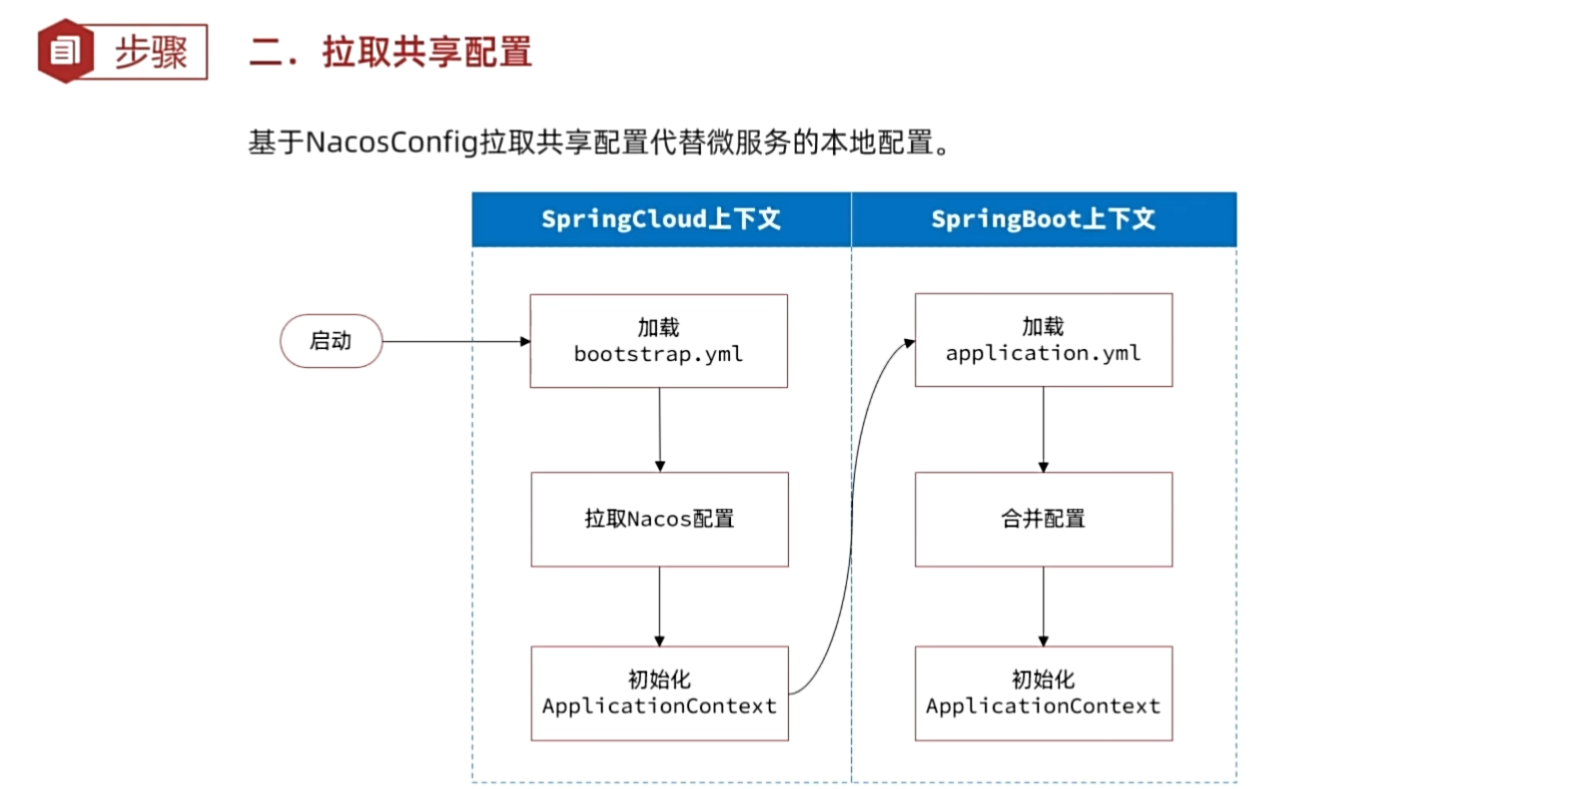 步骤
二．拉取共享配置
基于NacosConfig拉取共享配置代替微服务的本地配置。
SpringCloud上下文
SpringBoot上下文
启动
加载
bootstrap.yml
拉取Nacos配置
初始化
ApplicationContext
加载
application.yml
合并配置
初始化
ApplicationContext